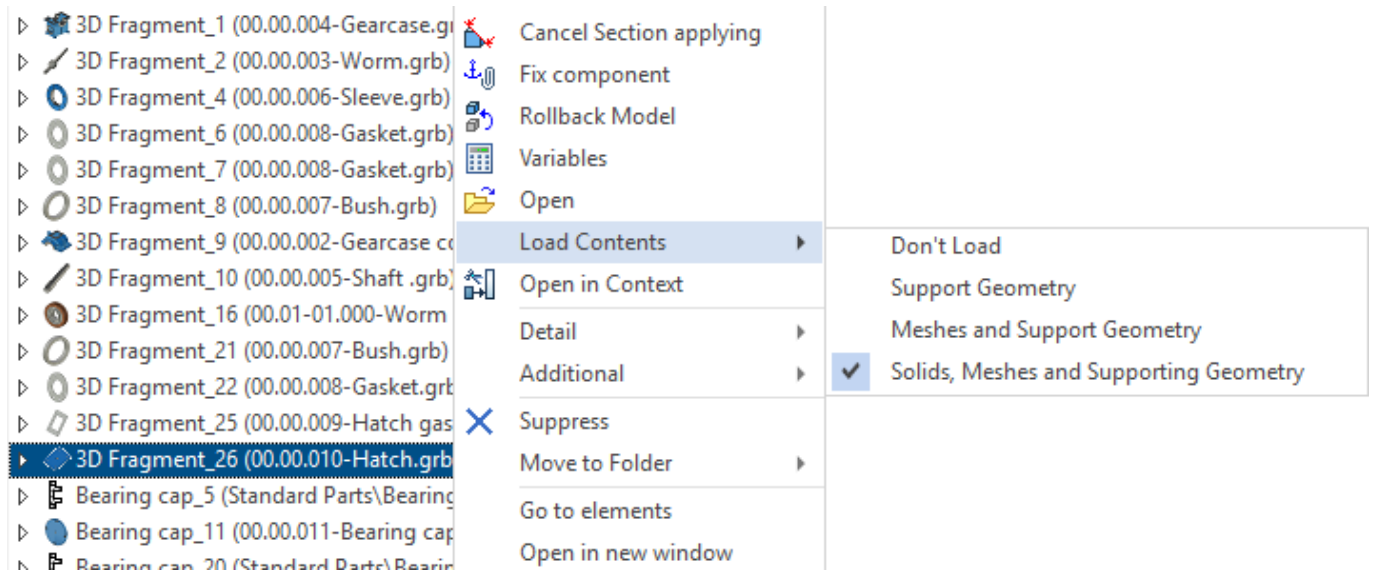 3D Fragment_1 (00.00.004-Gearcase.gr
3D Fragment_2 (00.00.003-Worm.grb)
3D Fragment_4 (00.00.006-Sleeve.grb)
3D Fragment_6 (00.00.008-Gasket.grb)
3D Fragment_7 (00.00.008-Gasket.grb)
3D Fragment_8 (00.00.007-Bush.grb)
3D Fragment_9 (00.00.002-Gearcase co
3D Fragment_10 (00.00.005-Shaft .grb)
3D Fragment_16 (00.01-01.000-Worm
3D Fragment_21 (00.00.007-Bush.grb)
3D Fragment_22 (00.00.008-Gasket.grb
3D Fragment_25 (00.00.009-Hatch gas
3D Fragment_26 (00.00.010-Hatch.grb
Bearing cap_5 (Standard Parts\Bearing
Bearing cap_11 (00.00.011-Bearing cap
Bearing cap_20 (Standard Parts\Bearin
Cancel Section applying
Fix component
Rollback Model
Variables
Open
Load Contents
Open in Context
Detail
Additional
Suppress
Move to Folder
Go to elements
Open in new window
Don't Load
Support Geometry
Meshes and Support Geometry
Solids, Meshes and Supporting Geometry